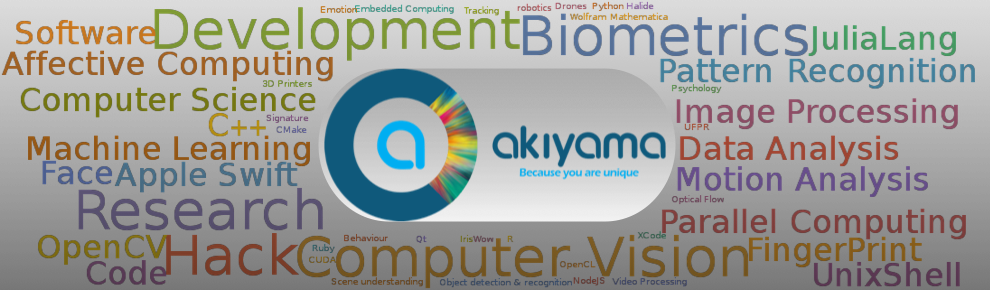 Emotion
Embedded Computing
Tracking
robotics
Drones
Python
Halide
Wolfram Mathematica
Software
Development
Biometrics
JuliaLang
Affective Computing
Pattern Recognition
3D Printers
Psychology
Computer Science
Image Processing
C++
Signature
CMake
UFPR
Machine Learning
akiyama
Because you are unique
Data Analysis
Face
Apple Swift
Motion Analysis
Optical Flow
Research
Parallel Computing
OpenCV
Hack
Ruby
CUDA
Behaviour
Qt
IrisWow
R
XCode
Computer Vision
FingerPrint
OpenCL
Code
Scene understanding
Object detection & recognition
NodeJS
Video Processing
UnixShell